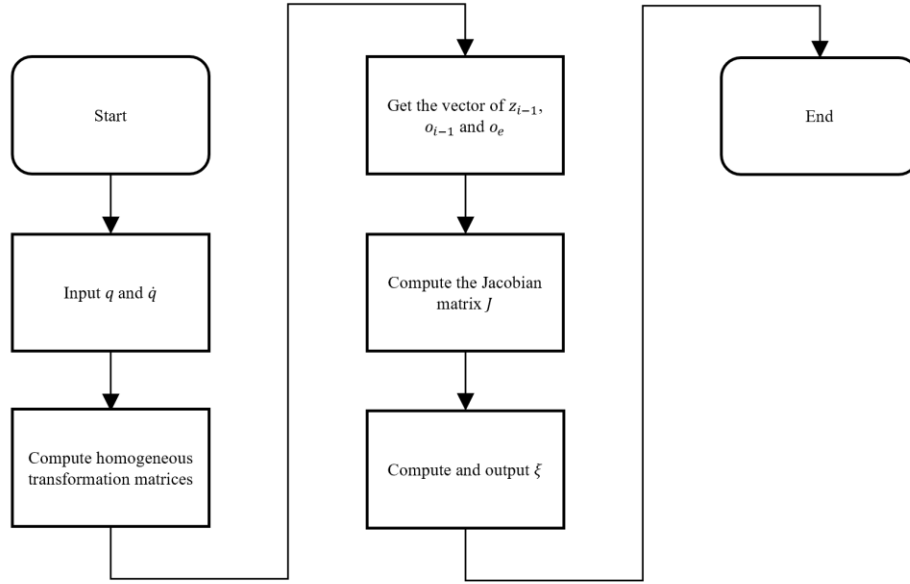 Start
Input q and q̇
Compute homogeneous
transformation matrices
Get the vector of z_{i−1},
o_{i−1} and o_e
Compute the Jacobian
matrix J
Compute and output ξ
End